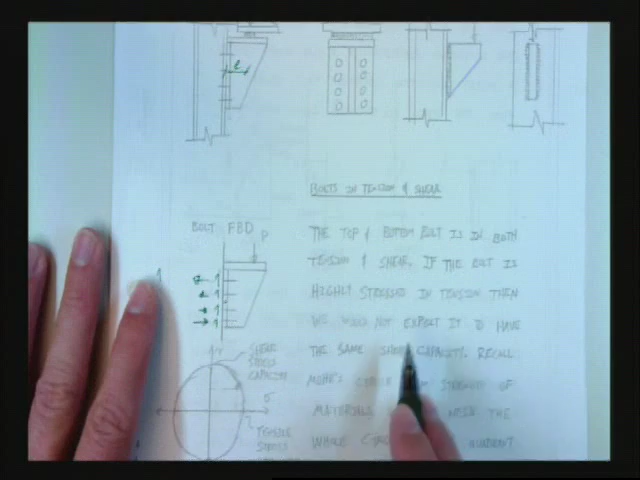 e
BOLTS IN TENSION & SHEAR
BOLT FBD
P
THE TOP & BOTTOM BOLT IS IN BOTH
TENSION & SHEAR. IF THE BOLT IS
HIGHLY STRESSED IN TENSION THEN
WE WOULD NOT EXPECT IT TO HAVE
THE SAME SHEAR CAPACITY. RECALL
MOHR'S STRENGTH OF
MATERIALS NEED THE
WHOLE QUADRANT
SHEAR
STRESS
CAPACITY
TENSILE
STRESS